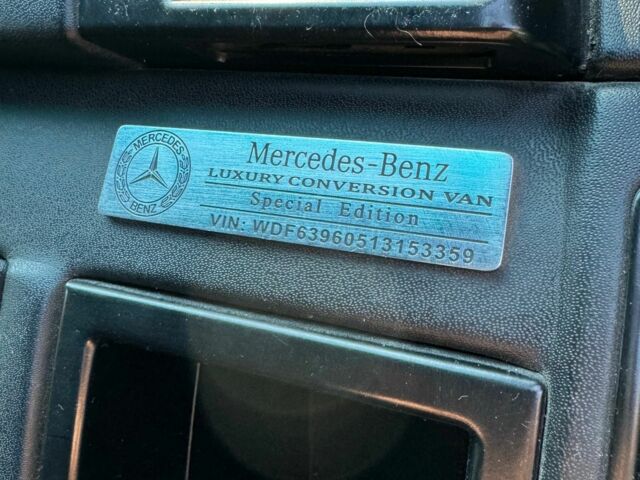 MERCEDES
BENZ
Mercedes-Benz
LUXURY CONVERSION VAN
Special Edition
VIN: WDF63960513153359